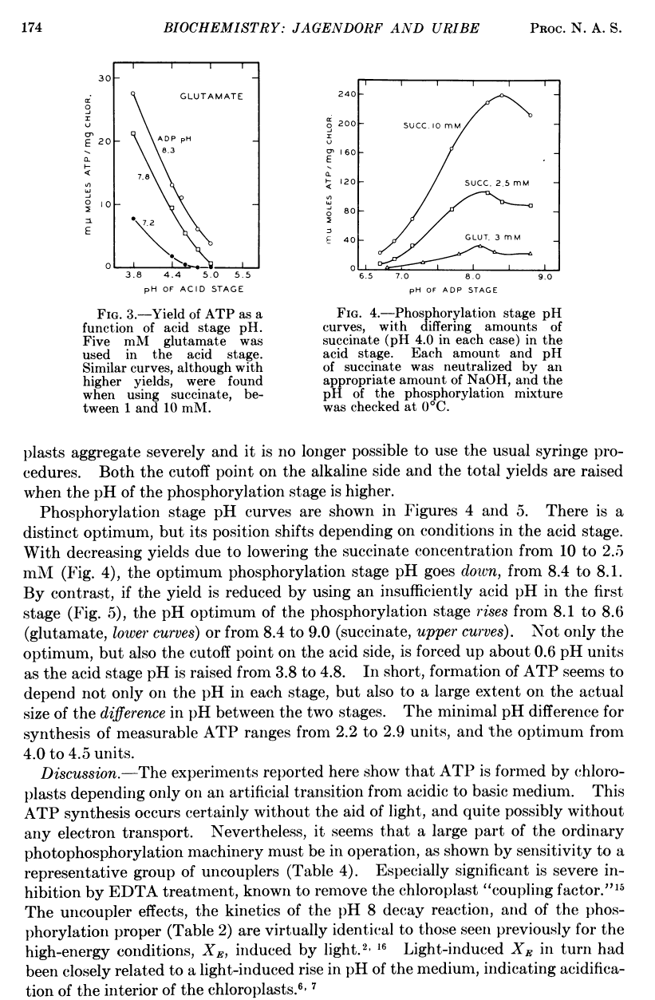 174 BIOCHEMISTRY: JAGENDORF AND URIBE PROC. N. A. S.
30
20
10
0
mμ MOLES ATP / mg CHLOR.
GLUTAMATE
ADP pH
8.3
7.8
7.2
3.8 4.4 5.0 5.5
pH OF ACID STAGE
240
200
160
120
80
40
0
mμ MOLES ATP / mg CHLOR.
SUCC. 10 mM
SUCC. 2.5 mM
GLUT. 3 mM
6.5 7.0 8.0 9.0
pH OF ADP STAGE
FIG. 3.—Yield of ATP as a
function of acid stage pH.
Five mM glutamate was
used in the acid stage.
Similar curves, although with
higher yields, were found
when using succinate, be-
tween 1 and 10 mM.
FIG. 4.—Phosphorylation stage pH
curves, with differing amounts of
succinate (pH 4.0 in each case) in the
acid stage. Each amount and pH
of succinate was neutralized by an
appropriate amount of NaOH, and the
pH of the phosphorylation mixture
was checked at 0°C.
plasts aggregate severely and it is no longer possible to use the usual syringe pro-
cedures. Both the cutoff point on the alkaline side and the total yields are raised
when the pH of the phosphorylation stage is higher.
Phosphorylation stage pH curves are shown in Figures 4 and 5. There is a
distinct optimum, but its position shifts depending on conditions in the acid stage.
With decreasing yields due to lowering the succinate concentration from 10 to 2.5
mM (Fig. 4), the optimum phosphorylation stage pH goes down, from 8.4 to 8.1.
By contrast, if the yield is reduced by using an insufficiently acid pH in the first
stage (Fig. 5), the pH optimum of the phosphorylation stage rises from 8.1 to 8.6
(glutamate, lower curves) or from 8.4 to 9.0 (succinate, upper curves). Not only the
optimum, but also the cutoff point on the acid side, is forced up about 0.6 pH units
as the acid stage pH is raised from 3.8 to 4.8. In short, formation of ATP seems to
depend not only on the pH in each stage, but also to a large extent on the actual
size of the difference in pH between the two stages. The minimal pH difference for
synthesis of measurable ATP ranges from 2.2 to 2.9 units, and the optimum from
4.0 to 4.5 units.
Discussion.—The experiments reported here show that ATP is formed by chloro-
plasts depending only on an artificial transition from acidic to basic medium. This
ATP synthesis occurs certainly without the aid of light, and quite possibly without
any electron transport. Nevertheless, it seems that a large part of the ordinary
photophosphorylation machinery must be in operation, as shown by sensitivity to a
representative group of uncouplers (Table 4). Especially significant is severe in-
hibition by EDTA treatment, known to remove the chloroplast "coupling factor."15
The uncoupler effects, the kinetics of the pH 8 decay reaction, and of the phos-
phorylation proper (Table 2) are virtually identical to those seen previously for the
high-energy conditions, XE, induced by light.2, 16 Light-induced XE in turn had
been closely related to a light-induced rise in pH of the medium, indicating acidifica-
tion of the interior of the chloroplasts.6, 7